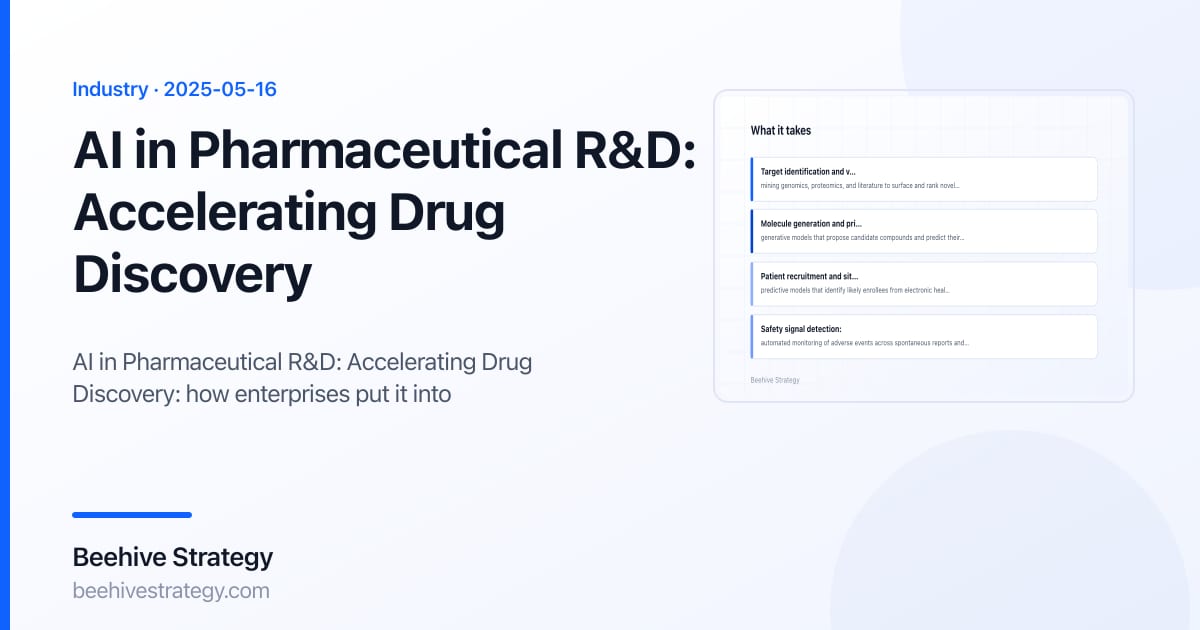 Industry · 2025-05-16
AI in Pharmaceutical R&D:
Accelerating Drug
Discovery
AI in Pharmaceutical R&D: Accelerating Drug
Discovery: how enterprises put it into
Beehive Strategy
beehivestrategy.com
What it takes
Target identification and v...
mining genomics, proteomics, and literature to surface and rank novel...
Molecule generation and pri...
generative models that propose candidate compounds and predict their...
Patient recruitment and sit...
predictive models that identify likely enrollees from electronic heal...
Safety signal detection:
automated monitoring of adverse events across spontaneous reports and...
Beehive Strategy